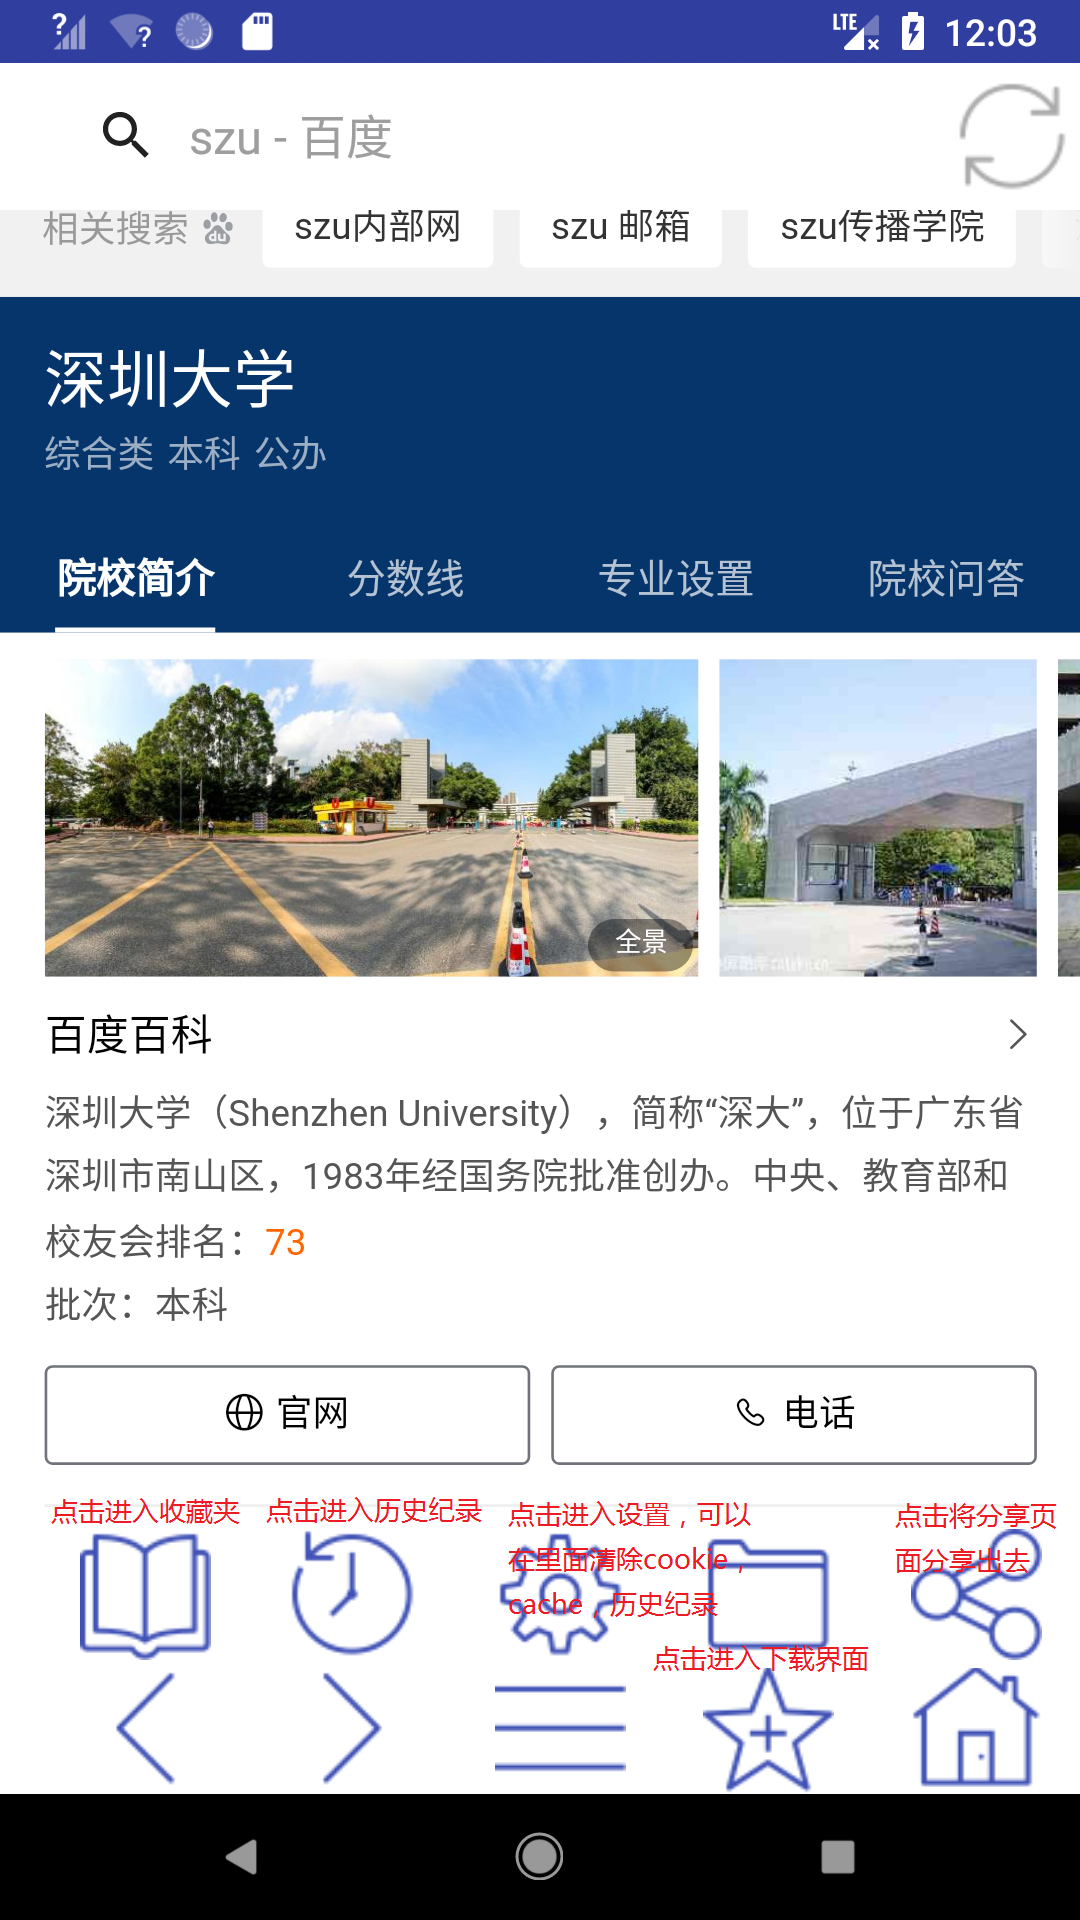 LTE 12:03
szu - 百度
相关搜索 du szu内部网 szu 邮箱 szu传播学院
深圳大学
综合类 本科 公办
院校简介 分数线 专业设置 院校问答
全景
百度百科
深圳大学（Shenzhen University），简称“深大”，位于广东省
深圳市南山区，1983年经国务院批准创办。中央、教育部和
校友会排名：73
批次：本科
官网 电话
点击进入收藏夹
点击进入历史纪录
点击进入设置，可以
在里面清除cookie，
cache，历史纪录
点击进入下载界面
点击将分享页
面分享出去